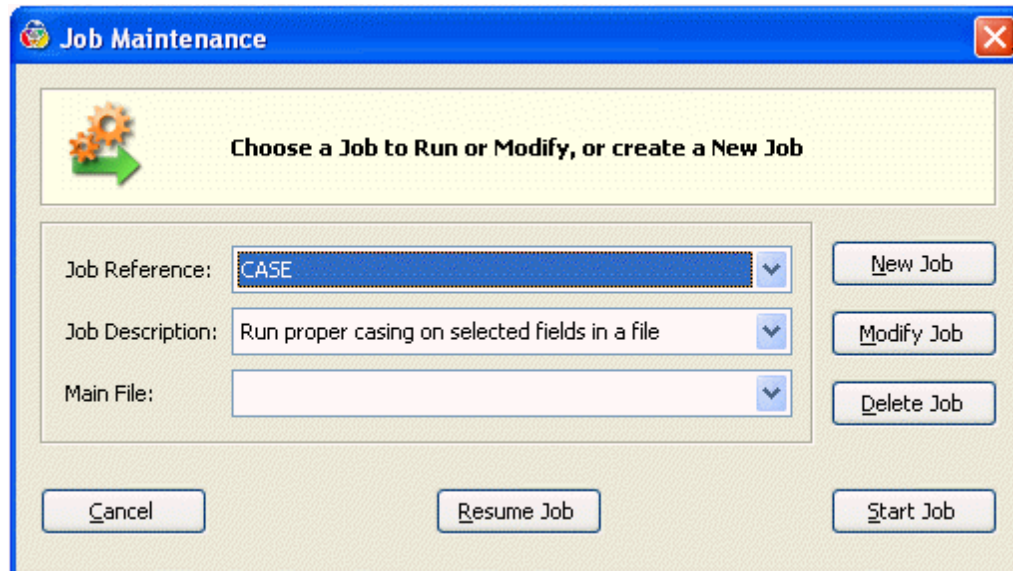 Job Maintenance
Choose a Job to Run or Modify, or create a New Job
Job Reference: CASE
New Job
Job Description: Run proper casing on selected fields in a file
Modify Job
Main File:
Delete Job
Cancel
Resume Job
Start Job